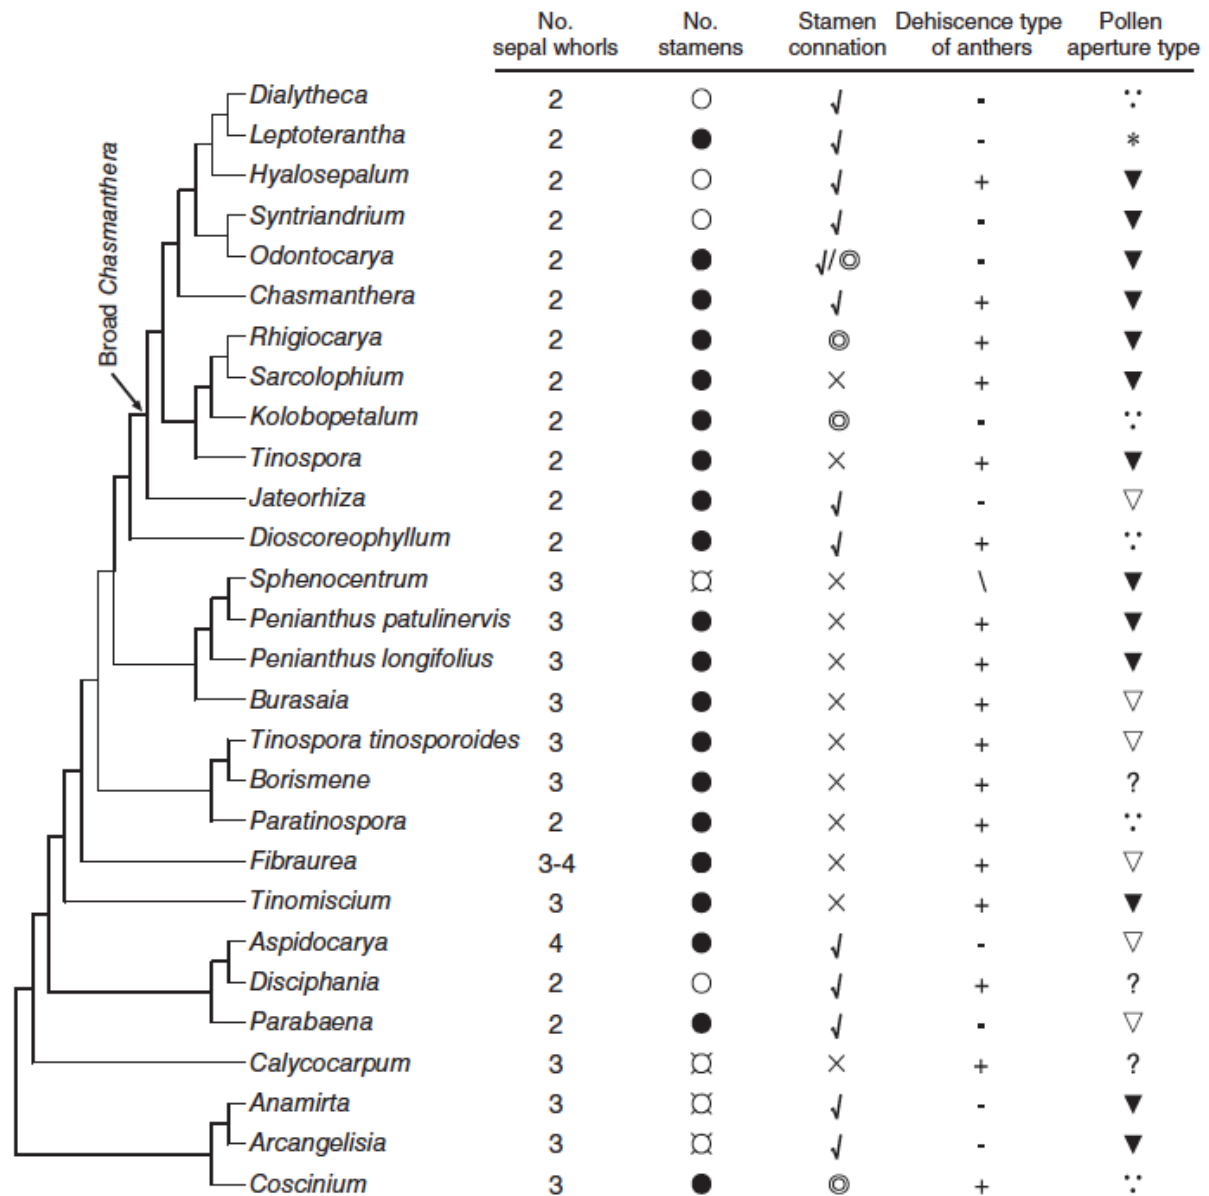 No. sepal whorls
No. stamens
Stamen connation
Dehiscence type of anthers
Pollen aperture type
Broad Chasmanthera
Dialytheca 2 ○ √ - ∵
Leptoterantha 2 ● √ - *
Hyalosepalum 2 ○ √ + ▼
Syntriandrium 2 ○ √ - ▼
Odontocarya 2 ● √/◎ - ▼
Chasmanthera 2 ● √ + ▼
Rhigiocarya 2 ● ◎ + ▼
Sarcolophium 2 ● × + ▼
Kolobopetalum 2 ● ◎ - ∵
Tinospora 2 ● × + ▼
Jateorhiza 2 ● √ - ▽
Dioscoreophyllum 2 ● √ + ∵
Sphenocentrum 3 ¤ × \ ▼
Penianthus patulinervis 3 ● × + ▼
Penianthus longifolius 3 ● × + ▼
Burasaia 3 ● × + ▽
Tinospora tinosporoides 3 ● × + ▽
Borismene 3 ● × + ?
Paratinospora 2 ● × + ∵
Fibraurea 3-4 ● × + ▽
Tinomiscium 3 ● × + ▼
Aspidocarya 4 ● √ - ▽
Disciphania 2 ○ √ + ?
Parabaena 2 ● √ - ▽
Calycocarpum 3 ¤ × + ?
Anamirta 3 ¤ √ - ▼
Arcangelisia 3 ¤ √ - ▼
Coscinium 3 ● ◎ + ∵